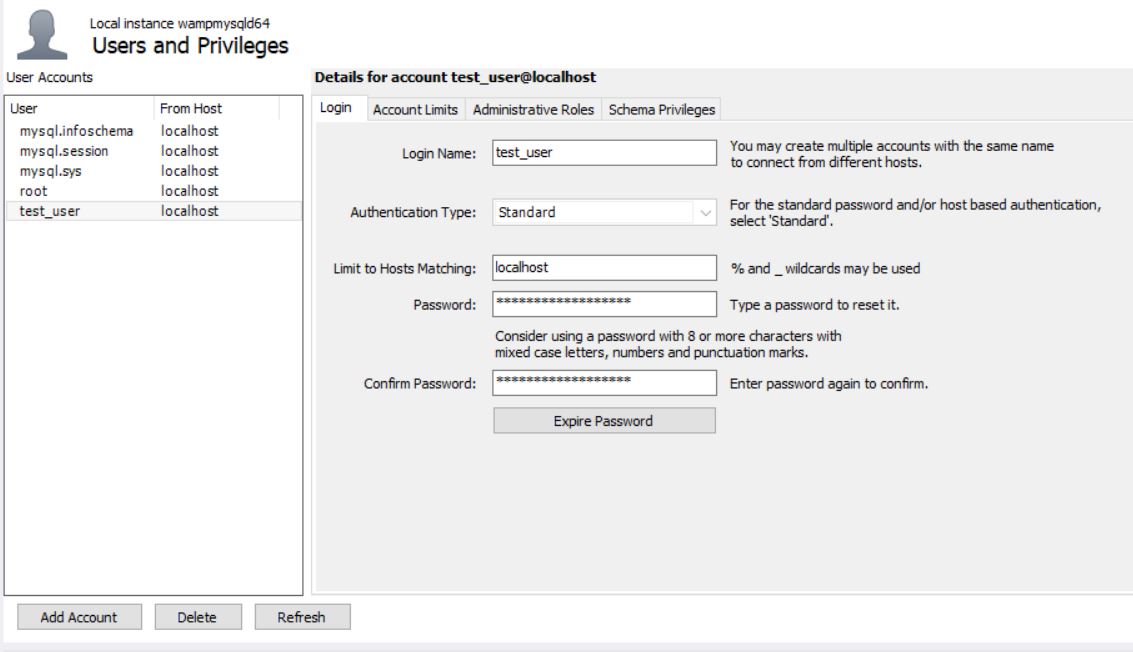 Local instance wampmysqld64
Users and Privileges
User Accounts
User From Host
mysql.infoschema localhost
mysql.session localhost
mysql.sys localhost
root localhost
test_user localhost
Add Account Delete Refresh
Details for account test_user@localhost
Login Account Limits Administrative Roles Schema Privileges
Login Name: test_user You may create multiple accounts with the same name
to connect from different hosts.
Authentication Type: Standard For the standard password and/or host based authentication,
select 'Standard'.
Limit to Hosts Matching: localhost % and _ wildcards may be used
Password: ****************** Type a password to reset it.
Consider using a password with 8 or more characters with
mixed case letters, numbers and punctuation marks.
Confirm Password: ****************** Enter password again to confirm.
Expire Password